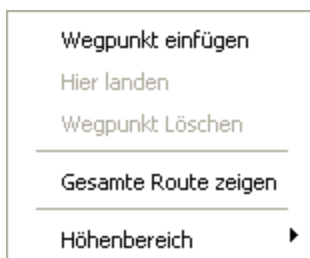 Wegpunkt einfügen
Hier landen
Wegpunkt Löschen
Gesamte Route zeigen
Höhenbereich